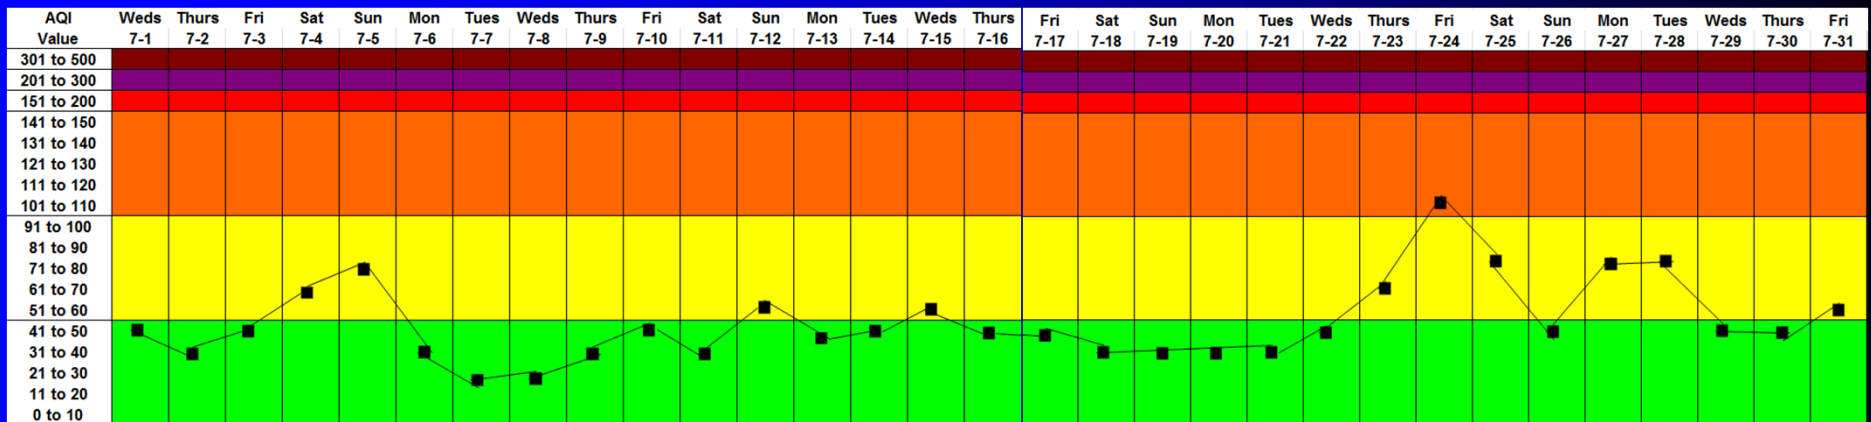 AQI Weds Thurs Fri Sat Sun Mon Tues Weds Thurs Fri Sat Sun Mon Tues Weds Thurs Fri Sat Sun Mon Tues Weds Thurs Fri Sat Sun Mon Tues Weds Thurs Fri
Value 7-1 7-2 7-3 7-4 7-5 7-6 7-7 7-8 7-9 7-10 7-11 7-12 7-13 7-14 7-15 7-16 7-17 7-18 7-19 7-20 7-21 7-22 7-23 7-24 7-25 7-26 7-27 7-28 7-29 7-30 7-31
301 to 500
201 to 300
151 to 200
141 to 150
131 to 140
121 to 130
111 to 120
101 to 110
91 to 100
81 to 90
71 to 80
61 to 70
51 to 60
41 to 50
31 to 40
21 to 30
11 to 20
0 to 10